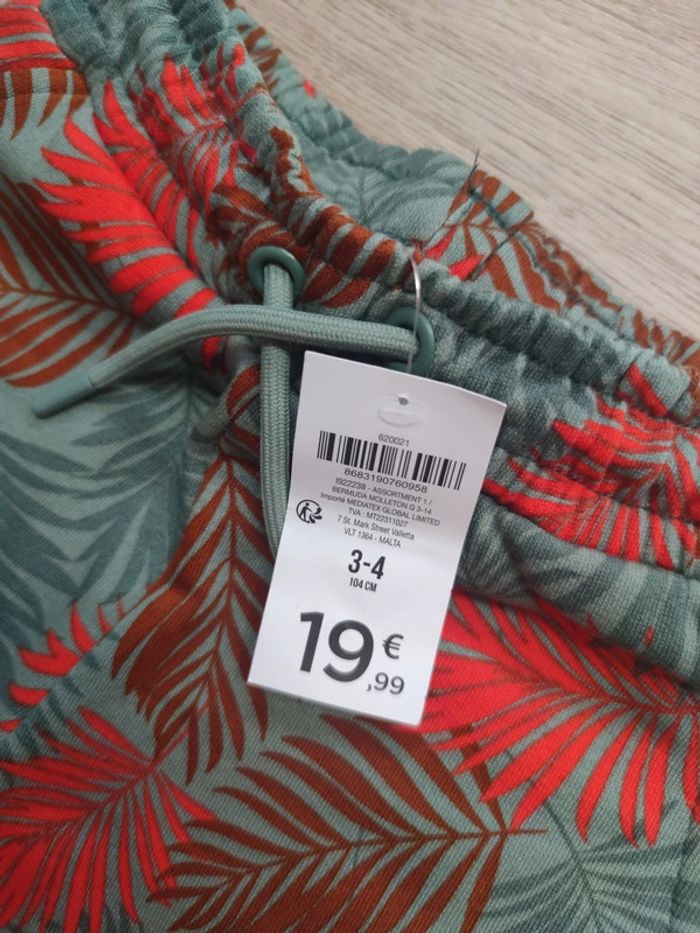 620021
8683190760958
I922238 - ASSORTMENT 1 /
BERMUDA MOLLETON G 3-14
Importé MEDIATEX GLOBAL LIMITED
TVA : MT22311027
7 St. Mark Street Valletta
VLT 1364 - MALTA
3-4
104 CM
19€,99